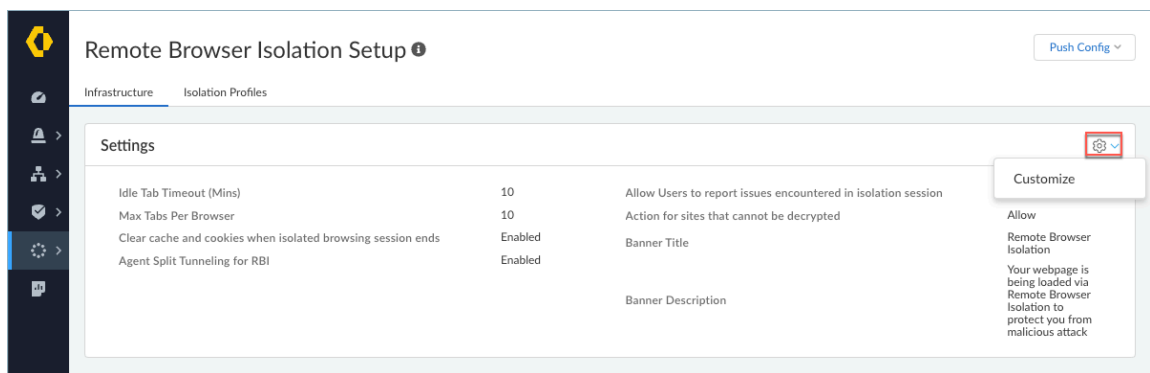 Remote Browser Isolation Setup
Push Config
Infrastructure
Isolation Profiles
Settings
Customize
Idle Tab Timeout (Mins)
10
Max Tabs Per Browser
10
Clear cache and cookies when isolated browsing session ends
Enabled
Agent Split Tunneling for RBI
Enabled
Allow Users to report issues encountered in isolation session
Action for sites that cannot be decrypted
Allow
Banner Title
Remote Browser
Isolation
Banner Description
Your webpage is
being loaded via
Remote Browser
Isolation to
protect you from
malicious attack